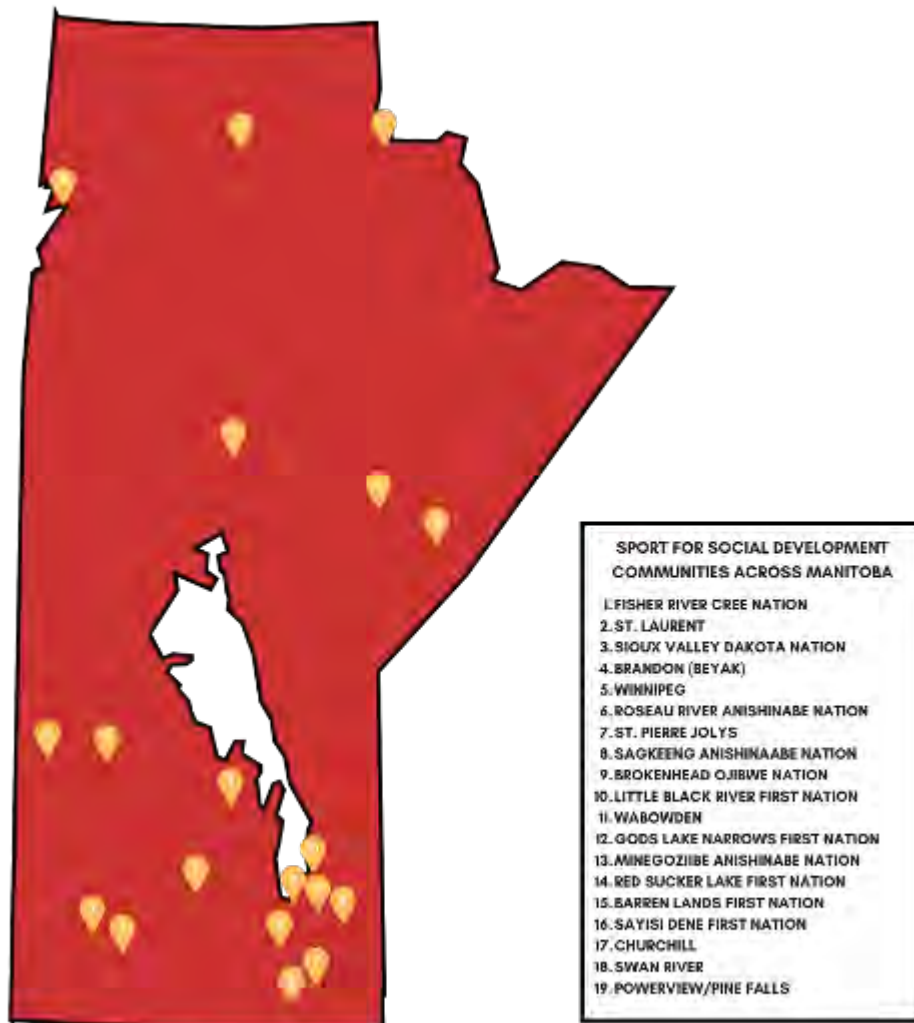 SPORT FOR SOCIAL DEVELOPMENT
COMMUNITIES ACROSS MANITOBA
1. FISHER RIVER CREE NATION
2. ST. LAURENT
3. SIOUX VALLEY DAKOTA NATION
4. BRANDON (BEYAK)
5. WINNIPEG
6. ROSEAU RIVER ANISHINABE NATION
7. ST. PIERRE JOLYS
8. SAGKEENG ANISHINAABE NATION
9. BROKENHEAD OJIBWE NATION
10. LITTLE BLACK RIVER FIRST NATION
11. WABOWDEN
12. GODS LAKE NARROWS FIRST NATION
13. MINEGOZIIBE ANISHINABE NATION
14. RED SUCKER LAKE FIRST NATION
15. BARREN LANDS FIRST NATION
16. SAYISI DENE FIRST NATION
17. CHURCHILL
18. SWAN RIVER
19. POWERVIEW/PINE FALLS